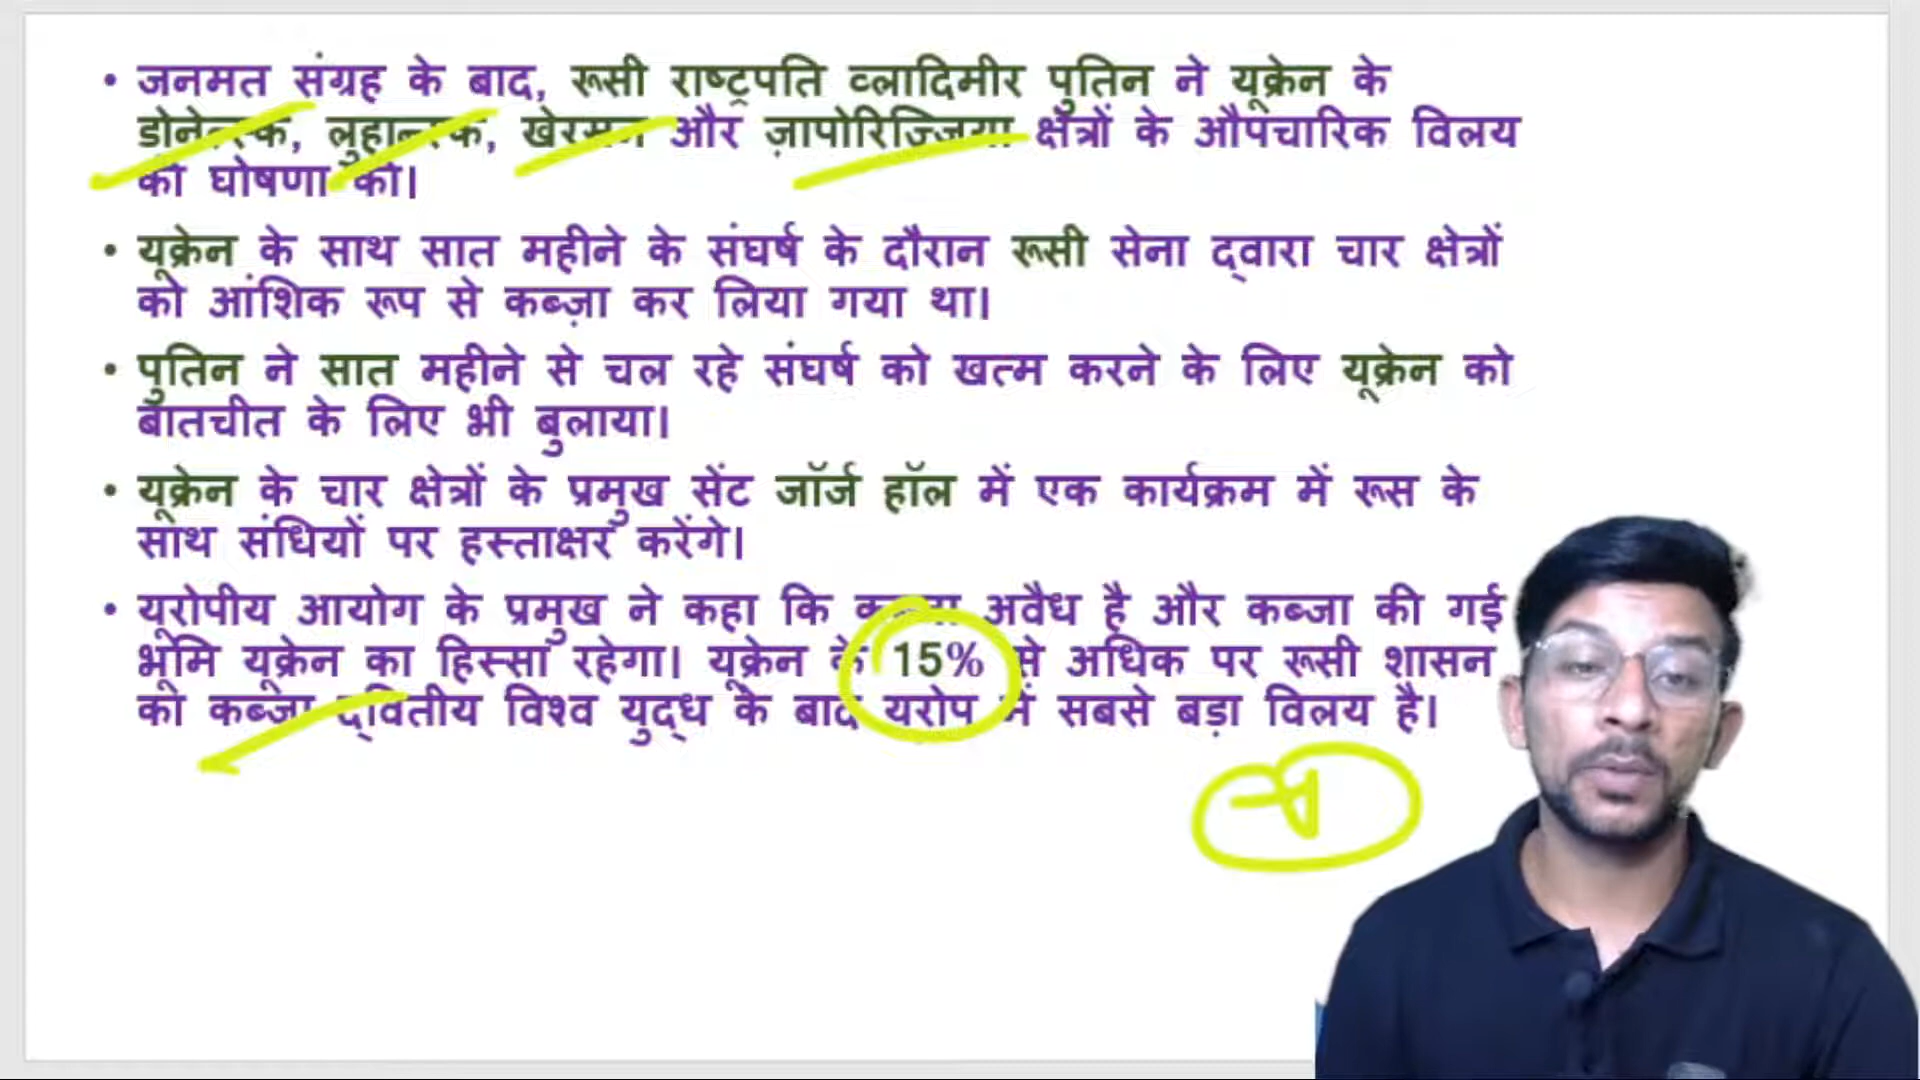 • जनमत संग्रह के बाद, रूसी राष्ट्रपति व्लादिमीर पुतिन ने यूक्रेन के
डोनेत्स्क, लुहान्स्क, खेरसन और ज़ापोरिज्जिया क्षेत्रों के औपचारिक विलय
की घोषणा की।
• यूक्रेन के साथ सात महीने के संघर्ष के दौरान रूसी सेना द्वारा चार क्षेत्रों
को आंशिक रूप से कब्ज़ा कर लिया गया था।
• पुतिन ने सात महीने से चल रहे संघर्ष को खत्म करने के लिए यूक्रेन को
बातचीत के लिए भी बुलाया।
• यूक्रेन के चार क्षेत्रों के प्रमुख सेंट जॉर्ज हॉल में एक कार्यक्रम में रूस के
साथ संधियों पर हस्ताक्षर करेंगे।
• यूरोपीय आयोग के प्रमुख ने कहा कि अवैध है और कब्जा की गई
भूमि यूक्रेन का हिस्सा रहेगा। यूक्रेन के 15% से अधिक पर रूसी शासन
का कब्जा द्वितीय विश्व युद्ध के बाद यूरोप में सबसे बड़ा विलय है।